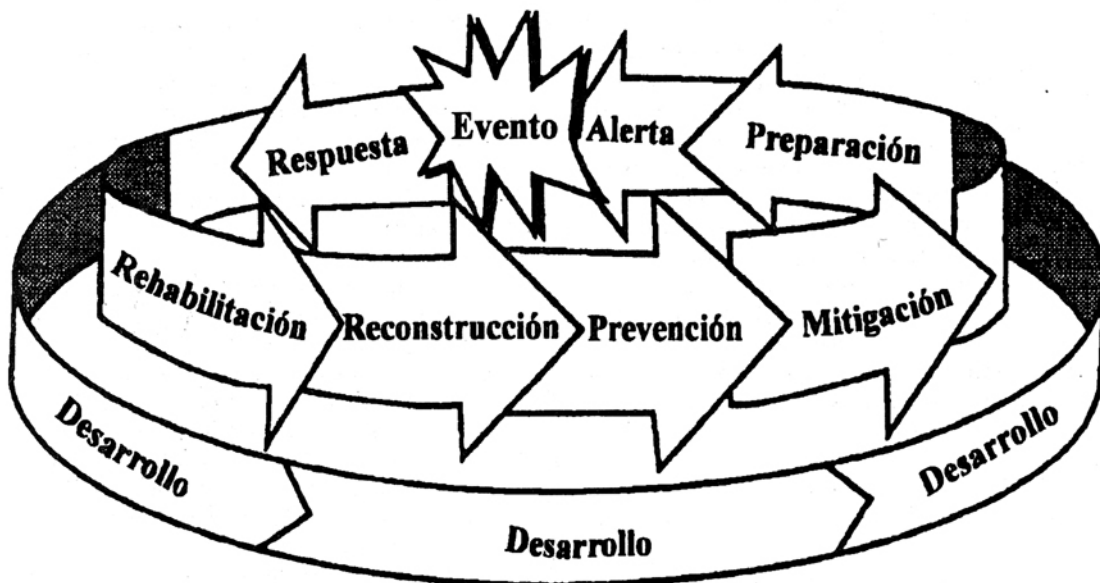 Evento
Alerta
Preparación
Respuesta
Rehabilitación
Reconstrucción
Prevención
Mitigación
Desarrollo
Desarrollo
Desarrollo